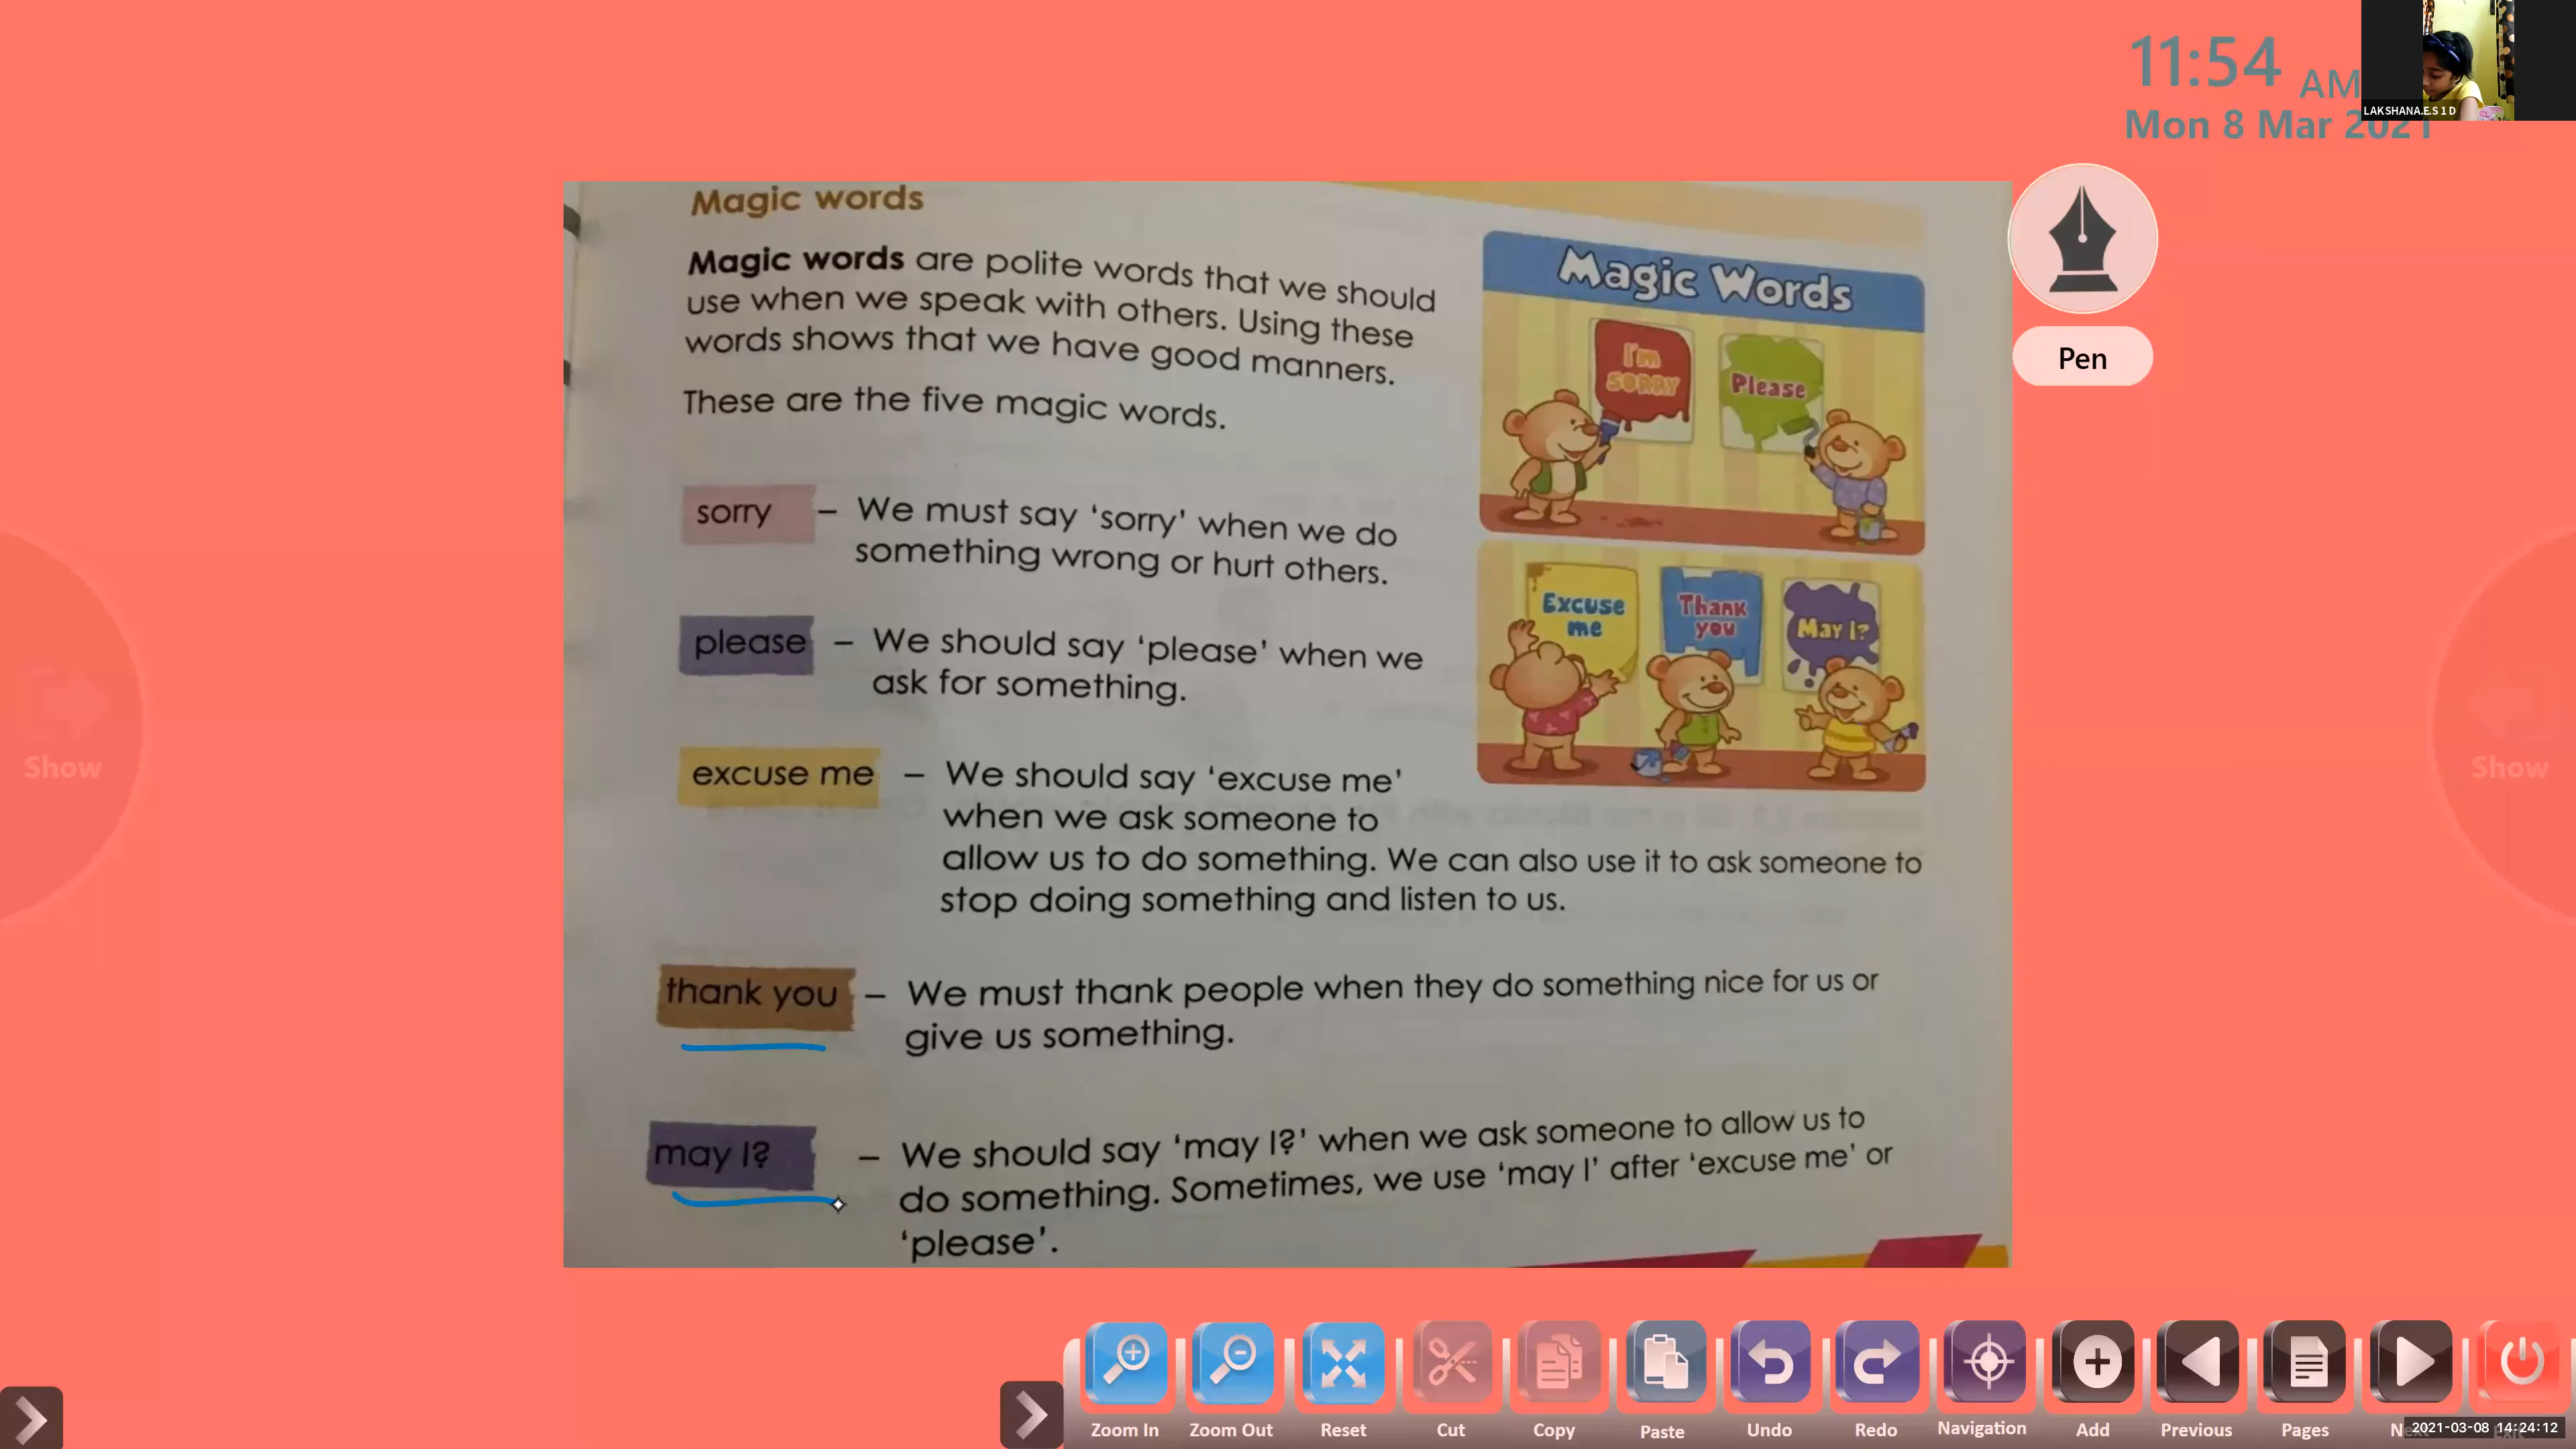 11:54 AM
Mon 8 Mar 2021
LAKSHANA.E.S 1 D
Pen
Magic words
Magic words are polite words that we should
use when we speak with others. Using these
words shows that we have good manners.
These are the five magic words.
sorry – We must say ‘sorry’ when we do
something wrong or hurt others.
please – We should say ‘please’ when we
ask for something.
excuse me – We should say ‘excuse me’
when we ask someone to
allow us to do something. We can also use it to ask someone to
stop doing something and listen to us.
thank you – We must thank people when they do something nice for us or
give us something.
may I? – We should say ‘may I?’ when we ask someone to allow us to
do something. Sometimes, we use ‘may I’ after ‘excuse me’ or
‘please’.
Magic Words
I'm
SORRY
Please
Excuse
me
Thank
you
May I?
Show
Show
Zoom In Zoom Out Reset Cut Copy Paste Undo Redo Navigation Add Previous Pages
2021-03-08 14:24:12